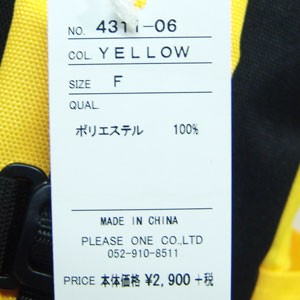 NO. 4311-06
COL. YELLOW
SIZE F
QUAL.
ポリエステル 100%
MADE IN CHINA
PLEASE ONE CO.,LTD
052-910-8511
PRICE 本体価格 ¥2,900+税